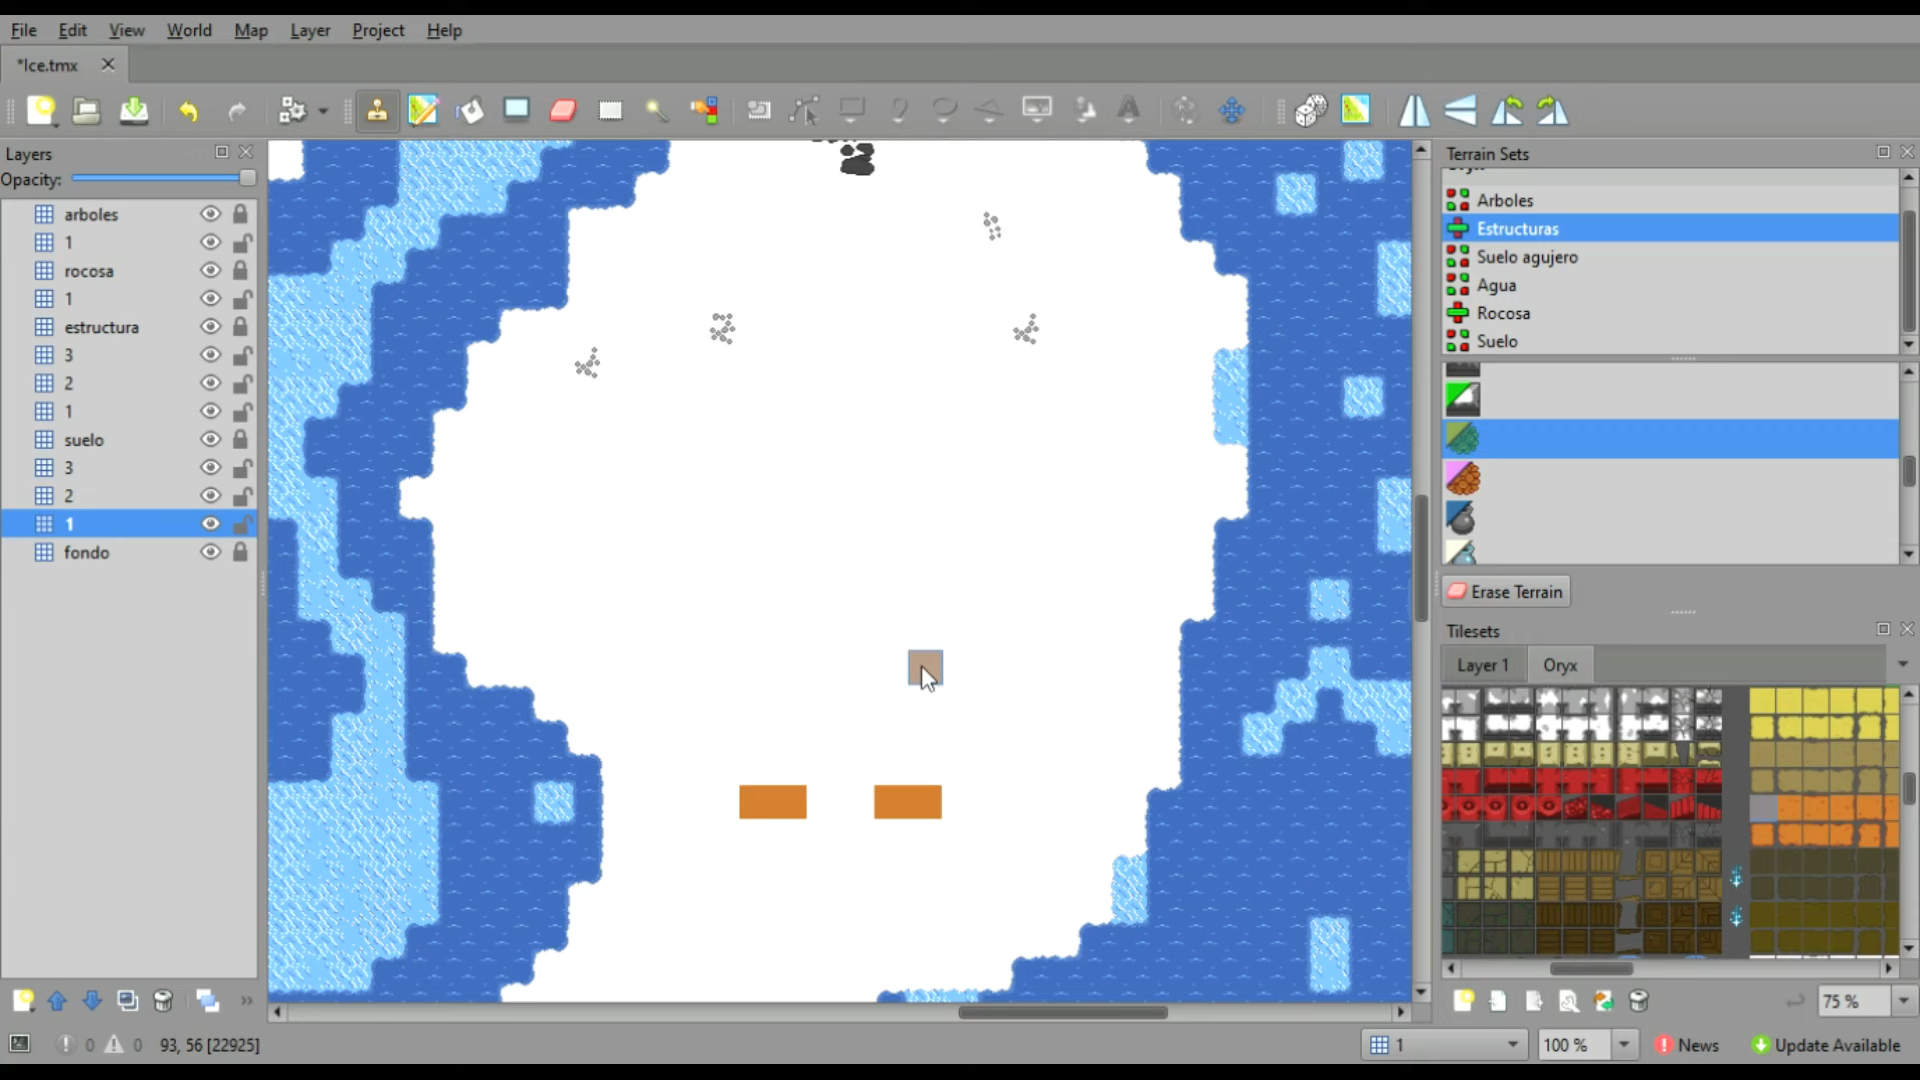 File Edit View World Map Layer Project Help
*Ice.tmx
Layers
Opacity:
arboles
1
rocosa
1
estructura
3
2
1
suelo
3
2
1
fondo
Terrain Sets
Arboles
Estructuras
Suelo agujero
Agua
Rocosa
Suelo
Erase Terrain
Tilesets
Layer 1 Oryx
75 %
0 0 93, 56 [22925]
1 100 % News Update Available